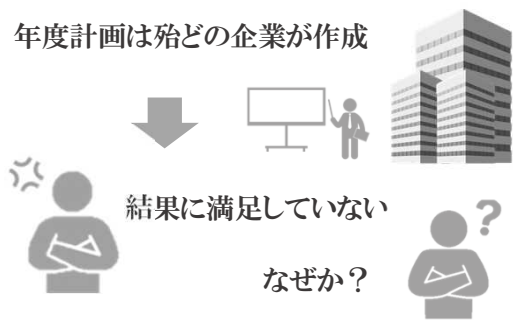 年度計画は殆どの企業が作成
結果に満足していない
なぜか？
?